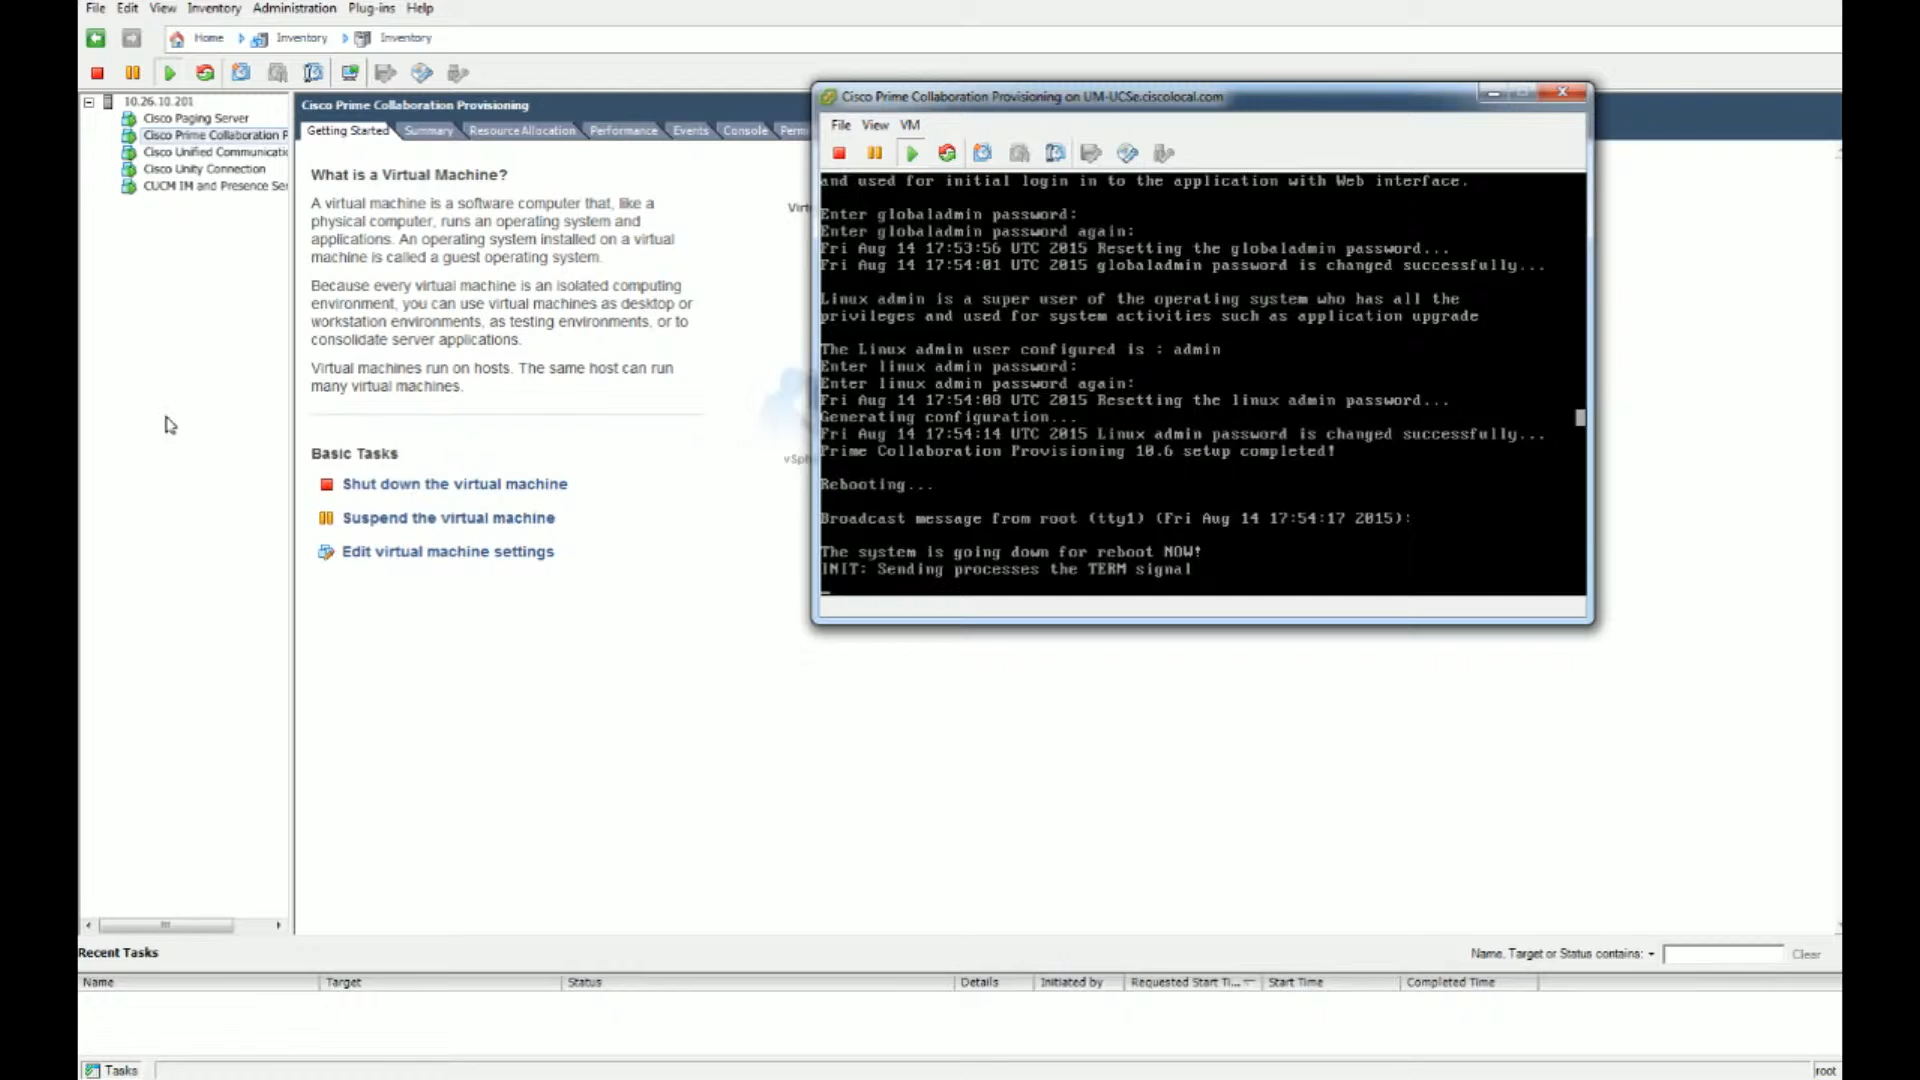 File Edit View Inventory Administration Plug-ins Help
Home Inventory Inventory
10.26.10.201
Cisco Paging Server
Cisco Prime Collaboration P
Cisco Unified Communicati
Cisco Unity Connection
CUCM IM and Presence Ser
Cisco Prime Collaboration Provisioning
Getting Started Summary Resource Allocation Performance Events Console Permi
What is a Virtual Machine?
A virtual machine is a software computer that, like a
physical computer, runs an operating system and
applications. An operating system installed on a virtual
machine is called a guest operating system.
Because every virtual machine is an isolated computing
environment, you can use virtual machines as desktop or
workstation environments, as testing environments, or to
consolidate server applications.
Virtual machines run on hosts. The same host can run
many virtual machines.
Virt
vSph
Basic Tasks
Shut down the virtual machine
Suspend the virtual machine
Edit virtual machine settings
Cisco Prime Collaboration Provisioning on UM-UCSe.ciscolocal.com
File View VM
and used for initial login in to the application with Web interface.
Enter globaladmin password:
Enter globaladmin password again:
Fri Aug 14 17:53:56 UTC 2015 Resetting the globaladmin password...
Fri Aug 14 17:54:01 UTC 2015 globaladmin password is changed successfully...
Linux admin is a super user of the operating system who has all the
privileges and used for system activities such as application upgrade
The Linux admin user configured is : admin
Enter linux admin password:
Enter linux admin password again:
Fri Aug 14 17:54:08 UTC 2015 Resetting the linux admin password...
Generating configuration...
Fri Aug 14 17:54:14 UTC 2015 Linux admin password is changed successfully...
Prime Collaboration Provisioning 10.6 setup completed!
Rebooting...
Broadcast message from root (tty1) (Fri Aug 14 17:54:17 2015):
The system is going down for reboot NOW!
INIT: Sending processes the TERM signal
Recent Tasks
Name, Target or Status contains: Clear
Name Target Status Details Initiated by Requested Start Ti... Start Time Completed Time
Tasks
root